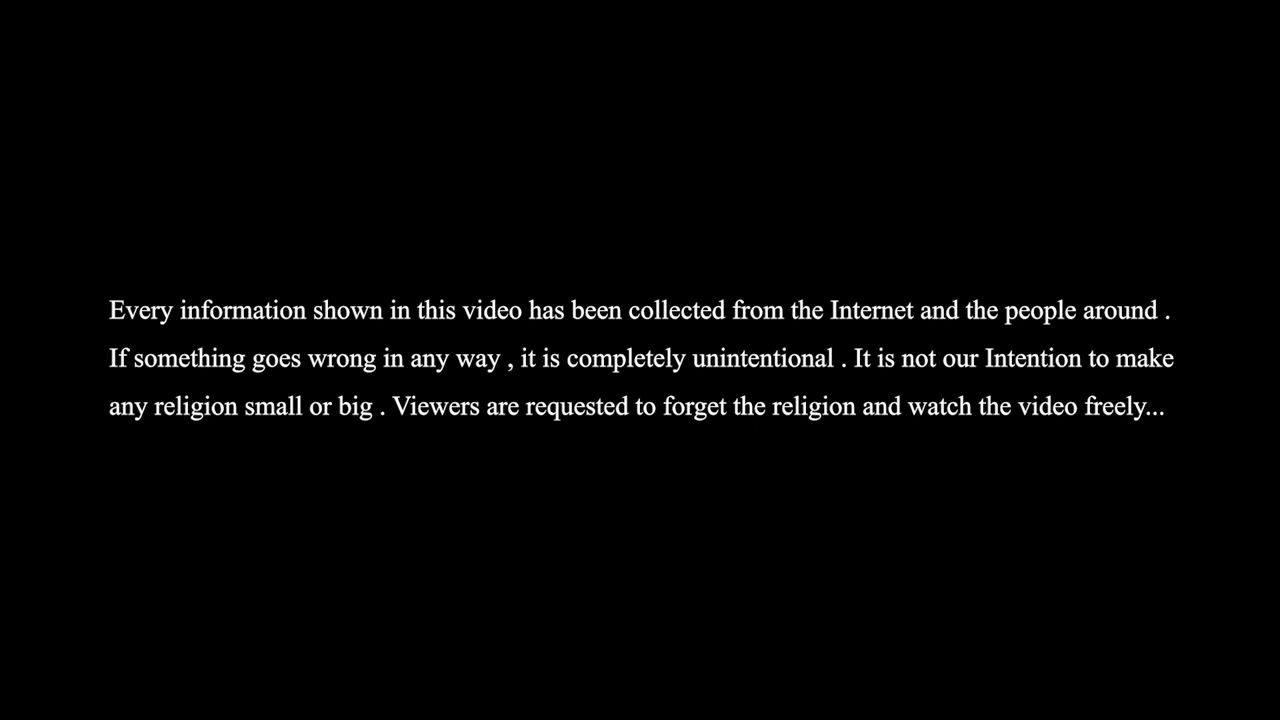 Every information shown in this video has been collected from the Internet and the people around .
If something goes wrong in any way , it is completely unintentional . It is not our Intention to make
any religion small or big . Viewers are requested to forget the religion and watch the video freely...